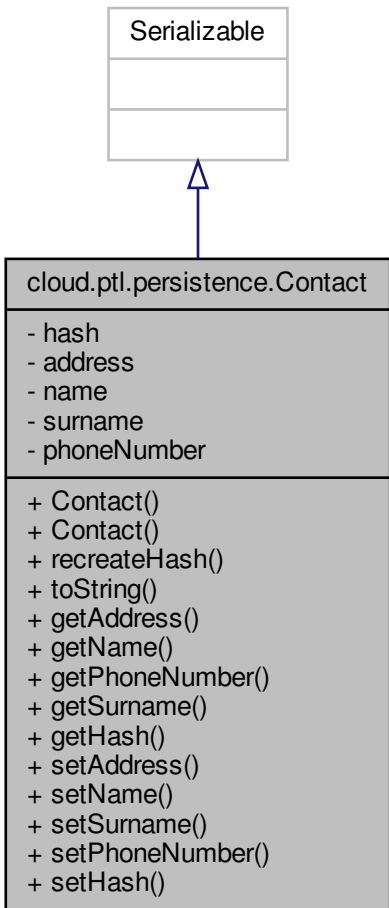 Serializable
cloud.ptl.persistence.Contact
- hash
- address
- name
- surname
- phoneNumber
+ Contact()
+ Contact()
+ recreateHash()
+ toString()
+ getAddress()
+ getName()
+ getPhoneNumber()
+ getSurname()
+ getHash()
+ setAddress()
+ setName()
+ setSurname()
+ setPhoneNumber()
+ setHash()